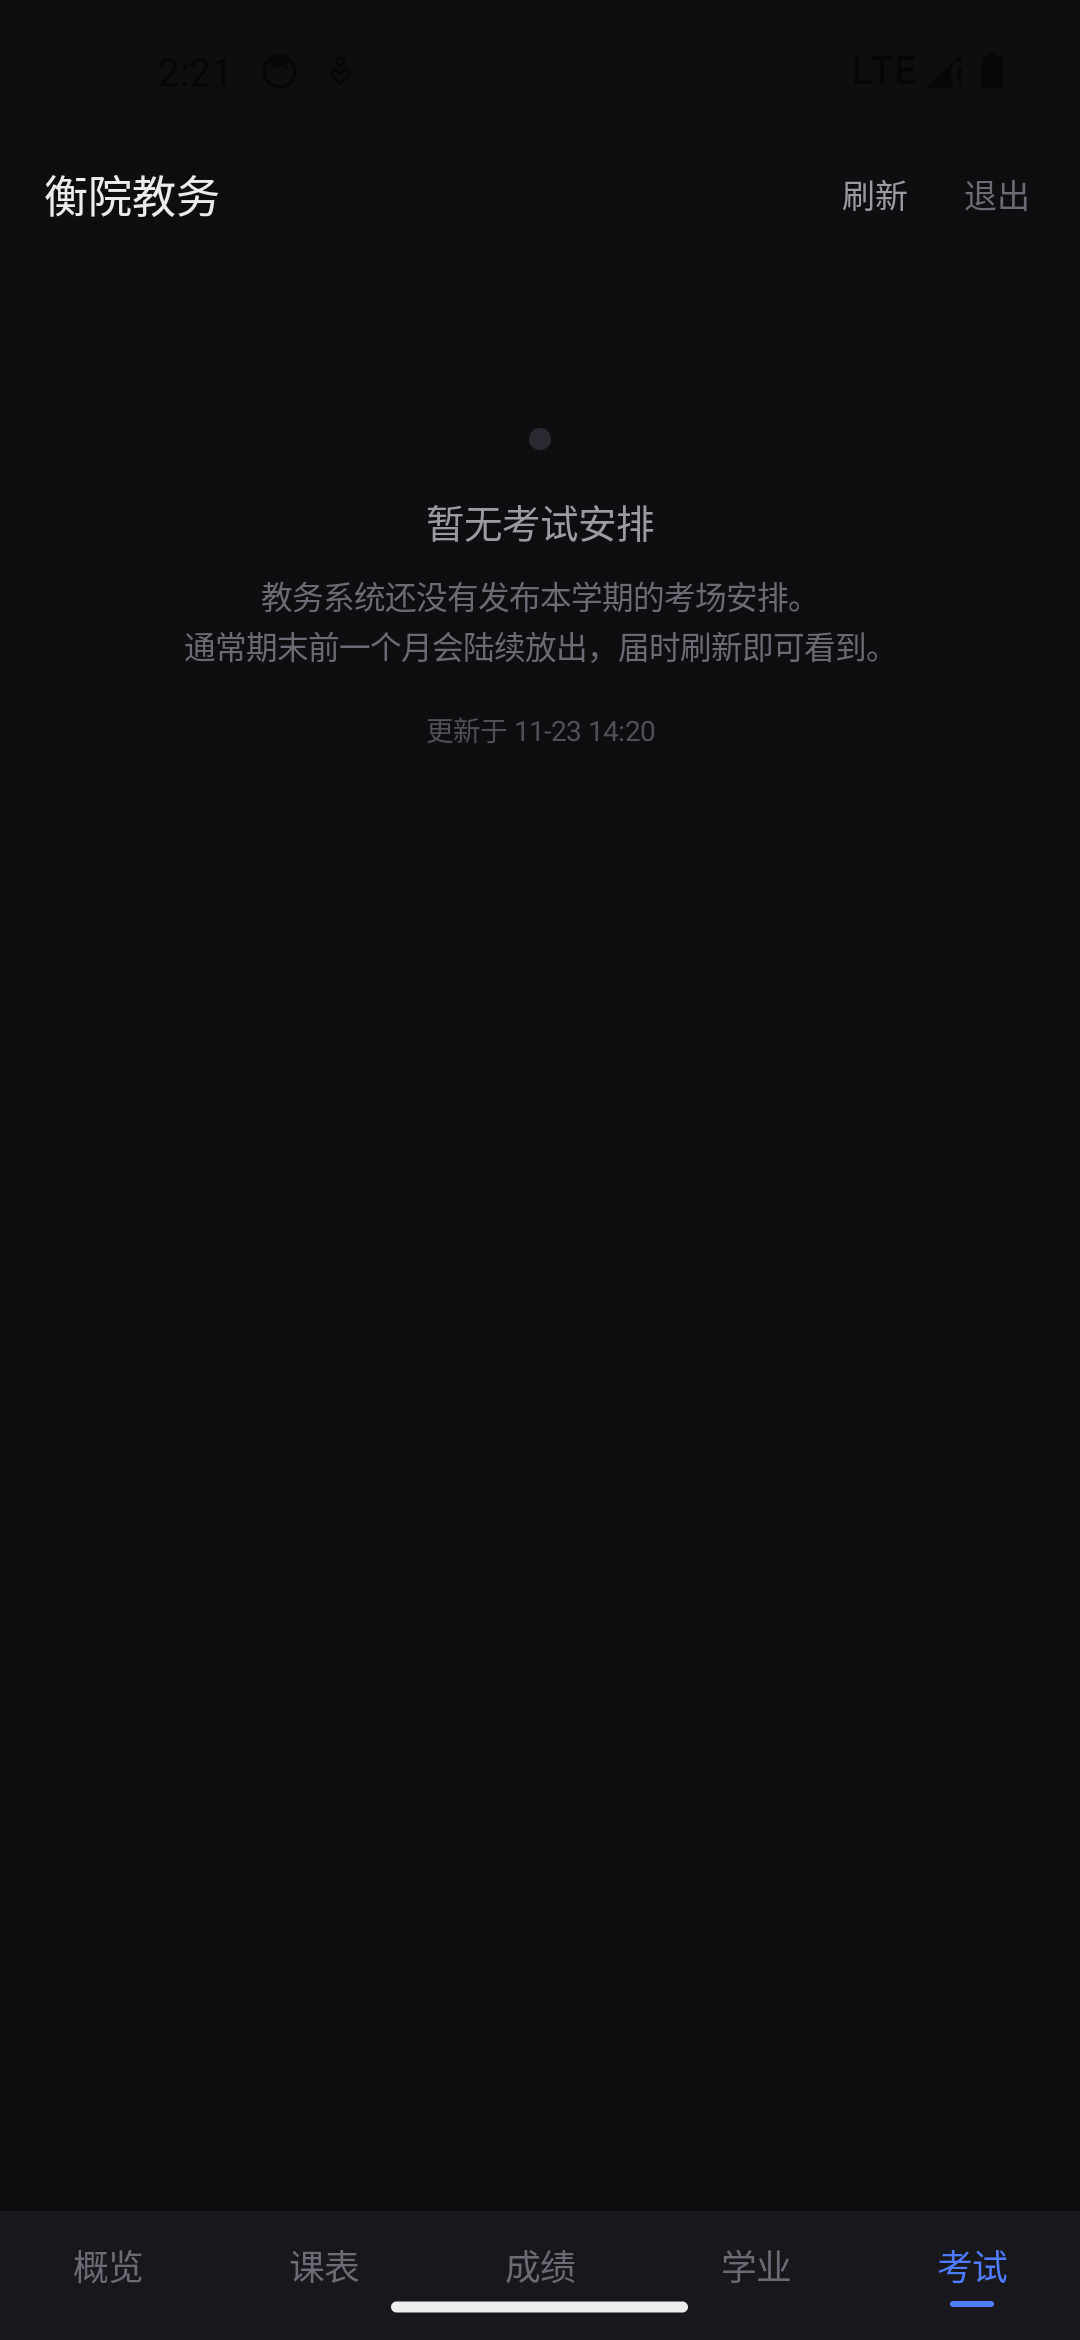 2:21
LTE
衡院教务
刷新
退出
暂无考试安排
教务系统还没有发布本学期的考场安排。
通常期末前一个月会陆续放出，届时刷新即可看到。
更新于 11-23 14:20
概览
课表
成绩
学业
考试